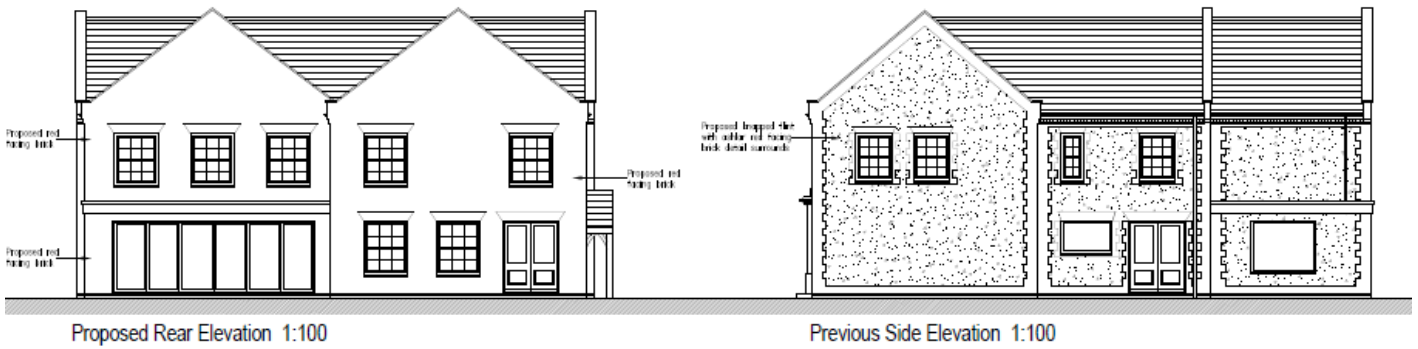 Proposed red
facing brick
Proposed red
facing brick
Proposed red
facing brick
Proposed Rear Elevation 1:100
Proposed knapped flint
with ashlar red facing
brick detail surrounds
Previous Side Elevation 1:100